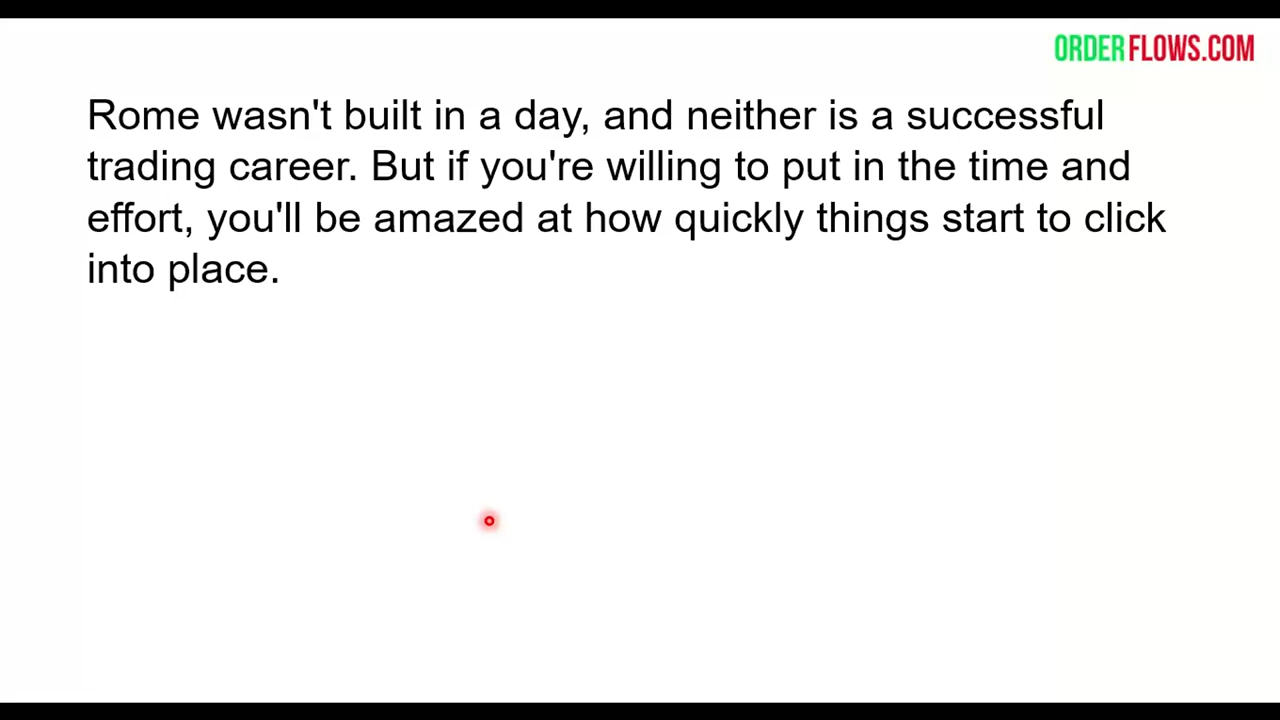 ORDERFLOWS.COM
Rome wasn't built in a day, and neither is a successful
trading career. But if you're willing to put in the time and
effort, you'll be amazed at how quickly things start to click
into place.